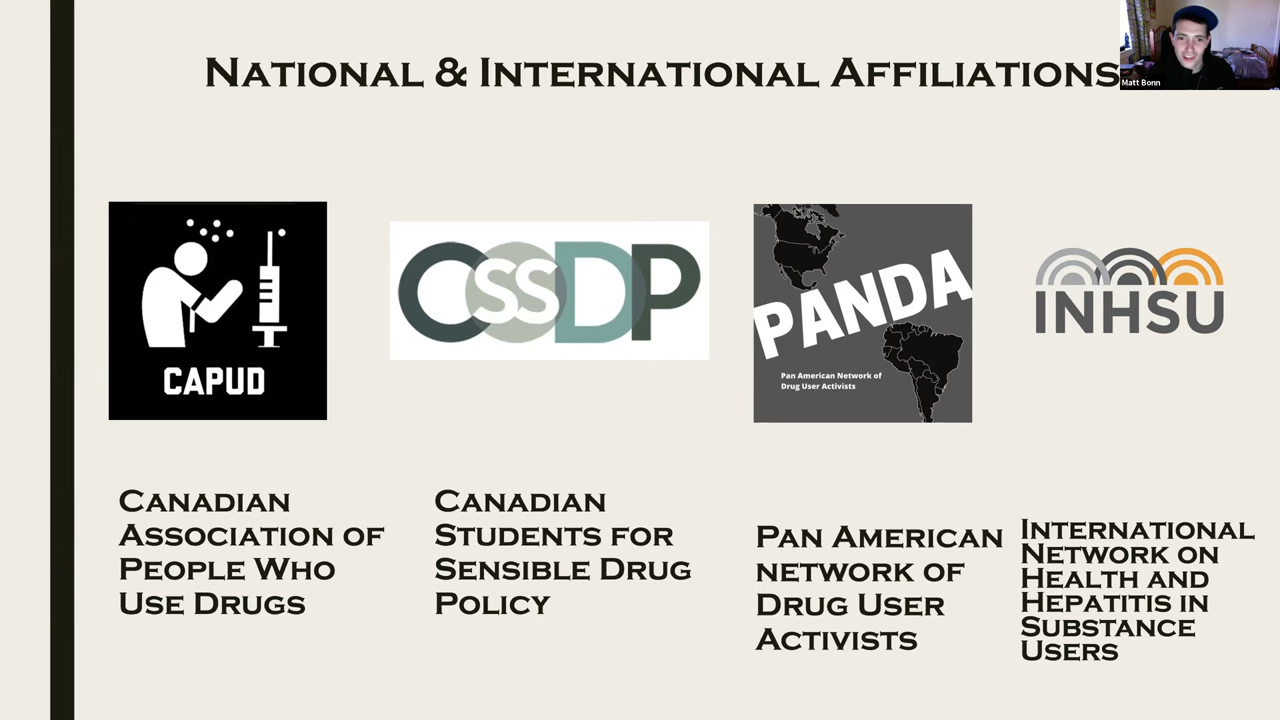 NATIONAL & INTERNATIONAL AFFILIATIONS
Matt Bonn
CAPUD
CSSDP
PANDA
Pan American Network of
Drug User Activists
INHSU
CANADIAN
ASSOCIATION OF
PEOPLE WHO
USE DRUGS
CANADIAN
STUDENTS FOR
SENSIBLE DRUG
POLICY
PAN AMERICAN
NETWORK OF
DRUG USER
ACTIVISTS
INTERNATIONAL
NETWORK ON
HEALTH AND
HEPATITIS IN
SUBSTANCE
USERS